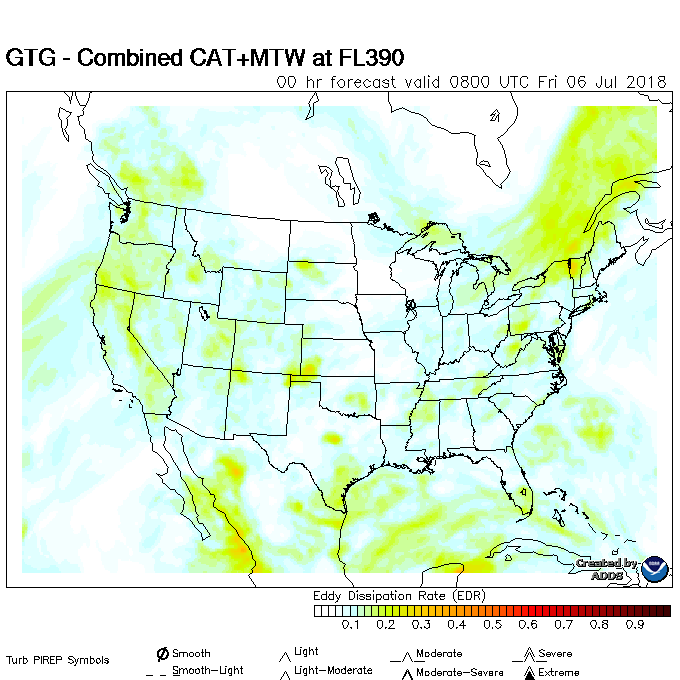 GTG - Combined CAT+MTW at FL390
00 hr forecast valid 0800 UTC Fri 06 Jul 2018
Created by
ADDS
Eddy Dissipation Rate (EDR)
0.1 0.2 0.3 0.4 0.5 0.6 0.7 0.8 0.9
Turb PIREP Symbols
Smooth Light Moderate Severe
Smooth-Light Light-Moderate Moderate-Severe Extreme